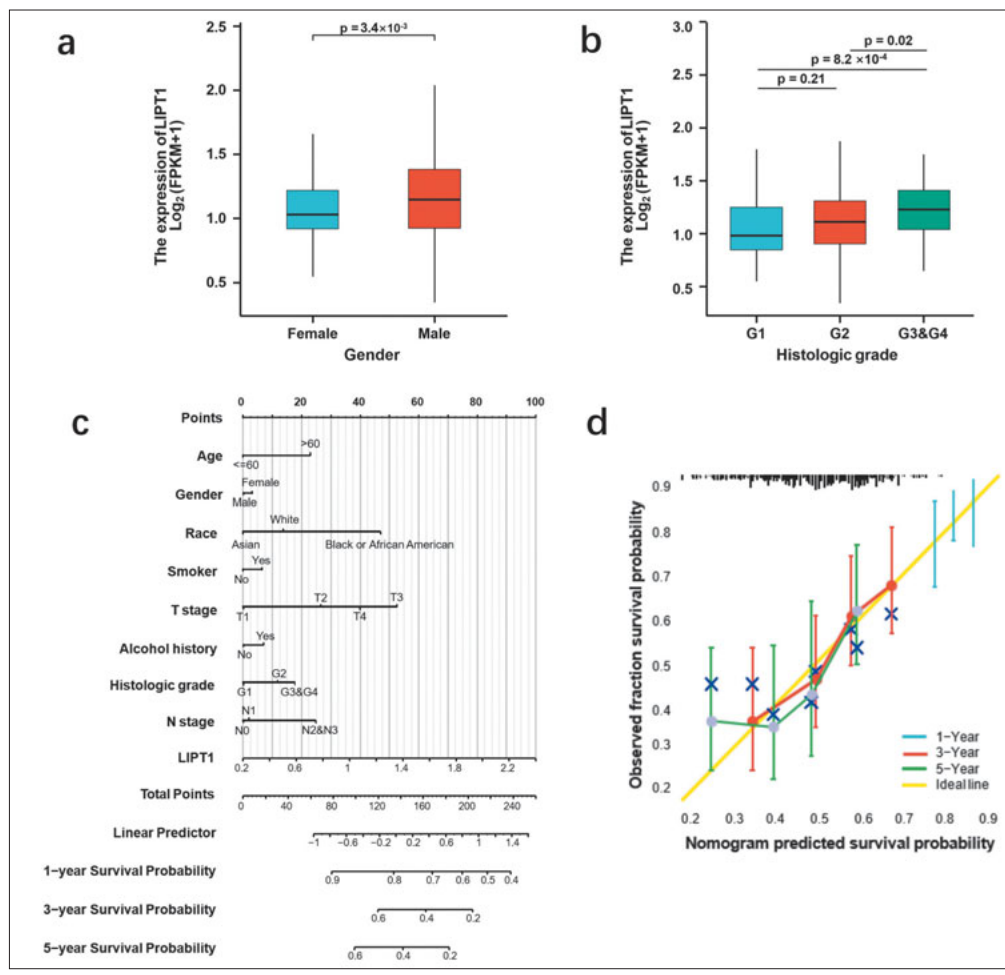 a
p = 3.4×10-3
The expression of LIPT1
Log2 (FPKM+1)
2.5
2.0
1.5
1.0
0.5
Female Male
Gender
b
p = 0.02
p = 8.2 ×10-4
p = 0.21
The expression of LIPT1
Log2 (FPKM+1)
3.0
2.5
2.0
1.5
1.0
0.5
G1 G2 G3&G4
Histologic grade
c
0 20 40 60 80 100
Points
>60
Age
<=60
Female
Gender
Male
White
Race
Asian Black or African American
Yes
Smoker
No
T2 T3
T stage
T1 T4
Yes
Alcohol history
No
G2
Histologic grade
G1 G3&G4
N1
N stage
N0 N2&N3
LIPT1
0.2 0.6 1 1.4 1.8 2.2
Total Points
0 40 60 80 120 160 200 240
Linear Predictor
-1 -0.6 -0.2 0.2 0.6 1 1.4
1-year Survival Probability
0.9 0.8 0.7 0.6 0.5 0.4
3-year Survival Probability
0.6 0.4 0.2
5-year Survival Probability
0.6 0.4 0.2
d
Observed fraction survival probability
0.9
0.8
0.7
0.6
0.5
0.4
0.3
0.2
1-Year
3-Year
5-Year
Ideal line
0.2 0.3 0.4 0.5 0.6 0.7 0.8 0.9
Nomogram predicted survival probability